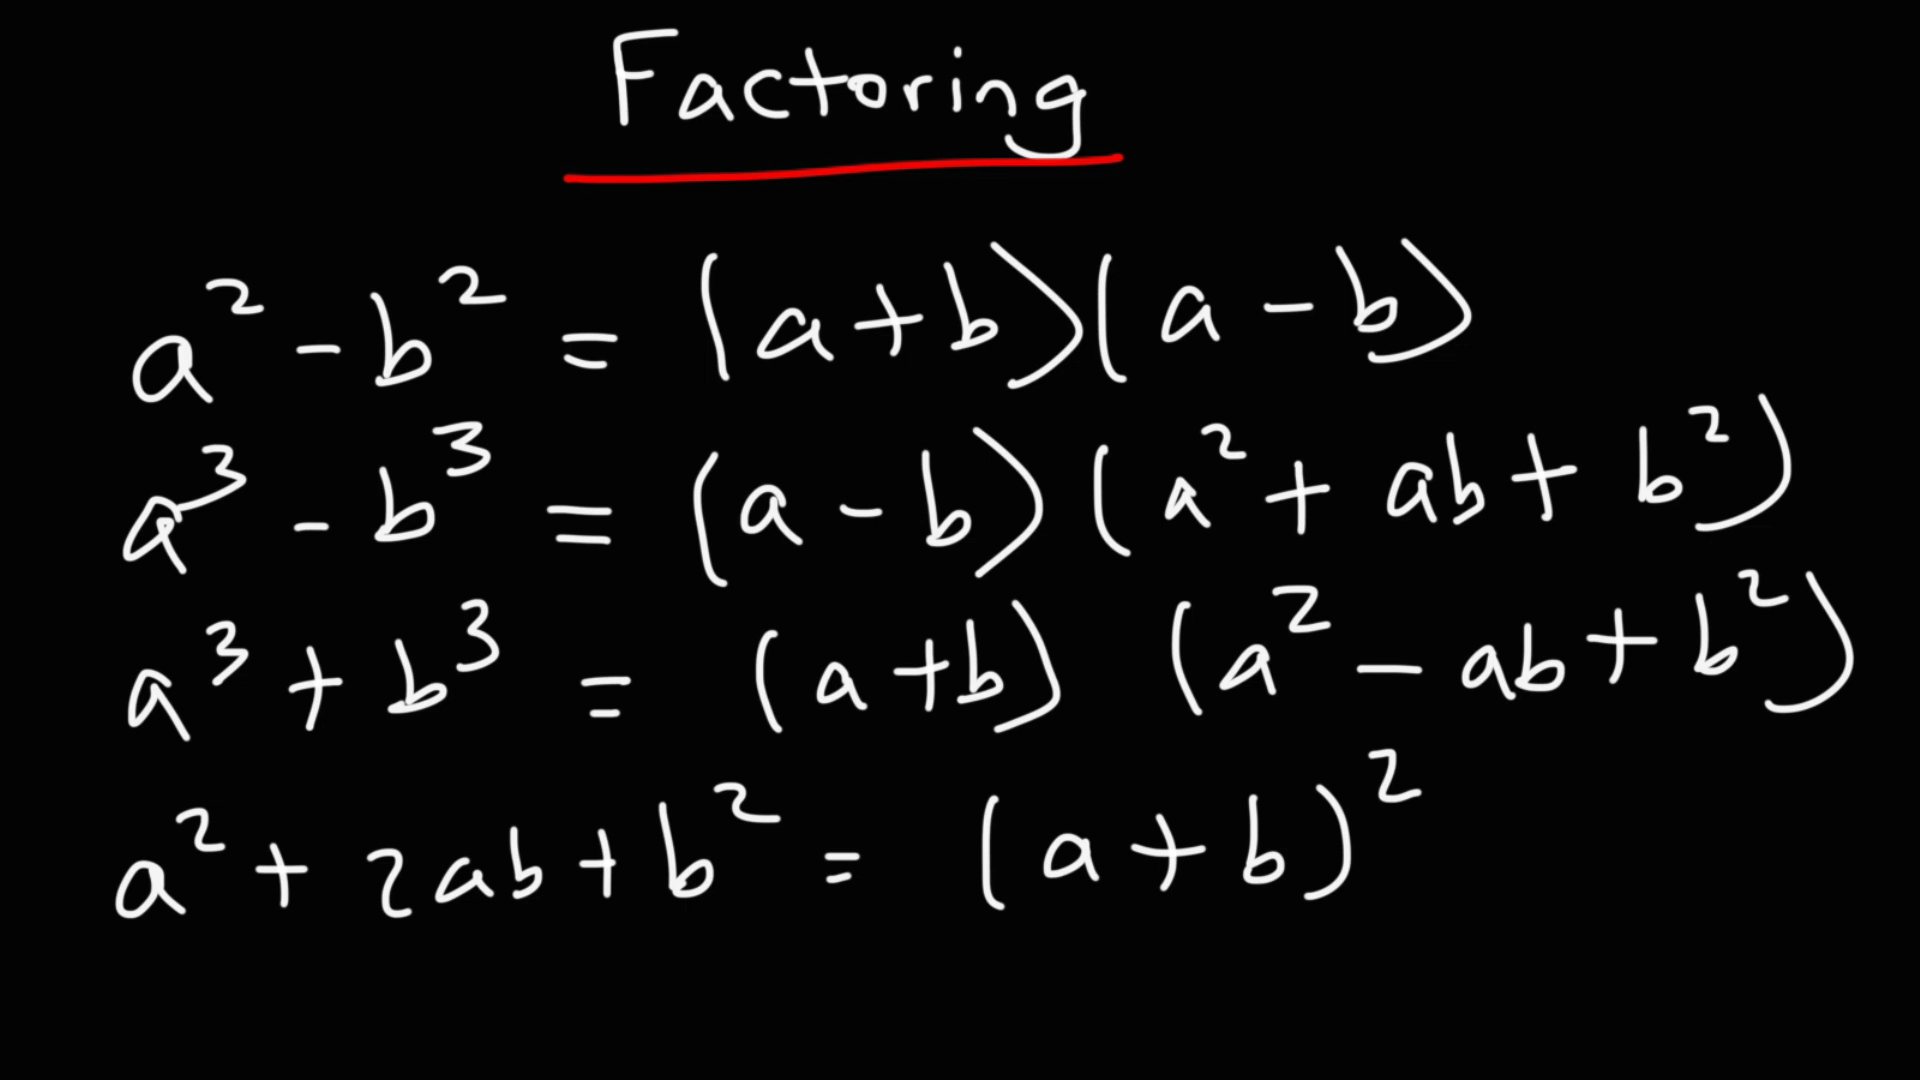 Factoring
a² - b² = (a+b)(a-b)
a³ - b³ = (a-b)(a² + ab + b²)
a³ + b³ = (a+b) (a² - ab + b²)
a² + 2ab + b² = (a+b)²